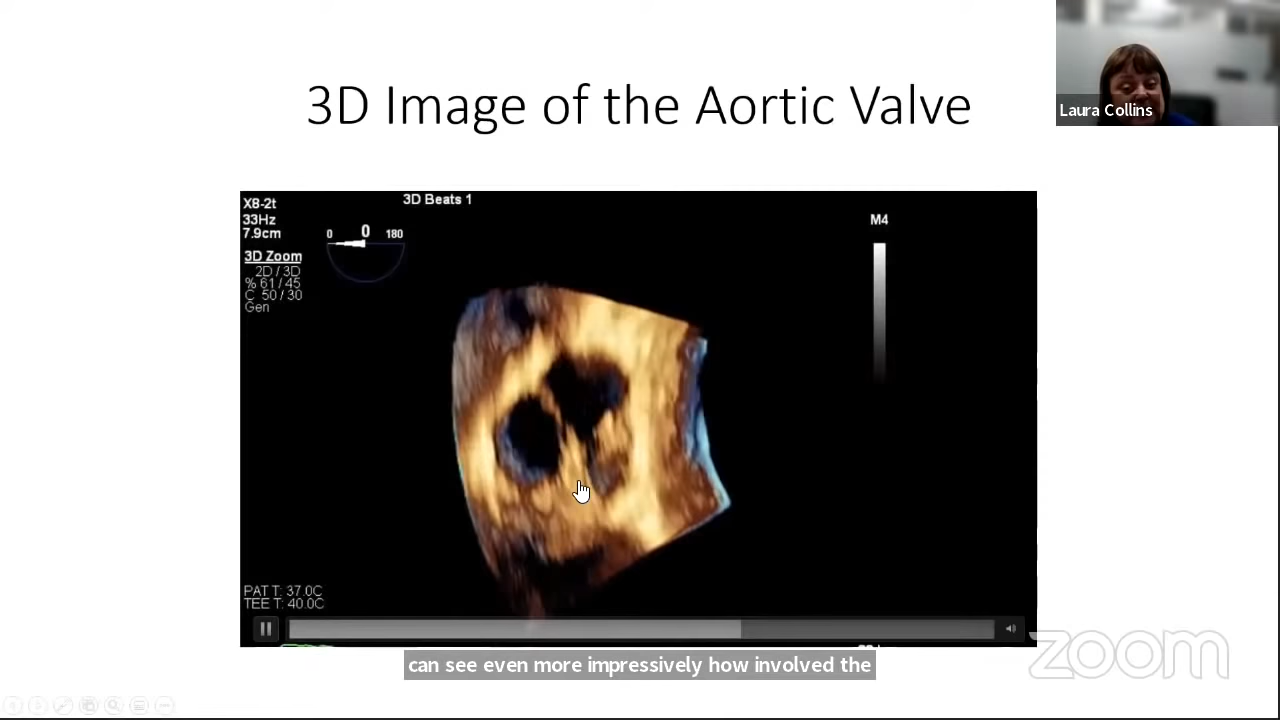 3D Image of the Aortic Valve
Laura Collins
X8-2t
33Hz
7.9cm
3D Beats 1
0 0 180
M4
3D Zoom
2D / 3D
% 61 / 45
C 50 / 30
Gen
PAT T: 37.0C
TEE T: 40.0C
can see even more impressively how involved the
zoom